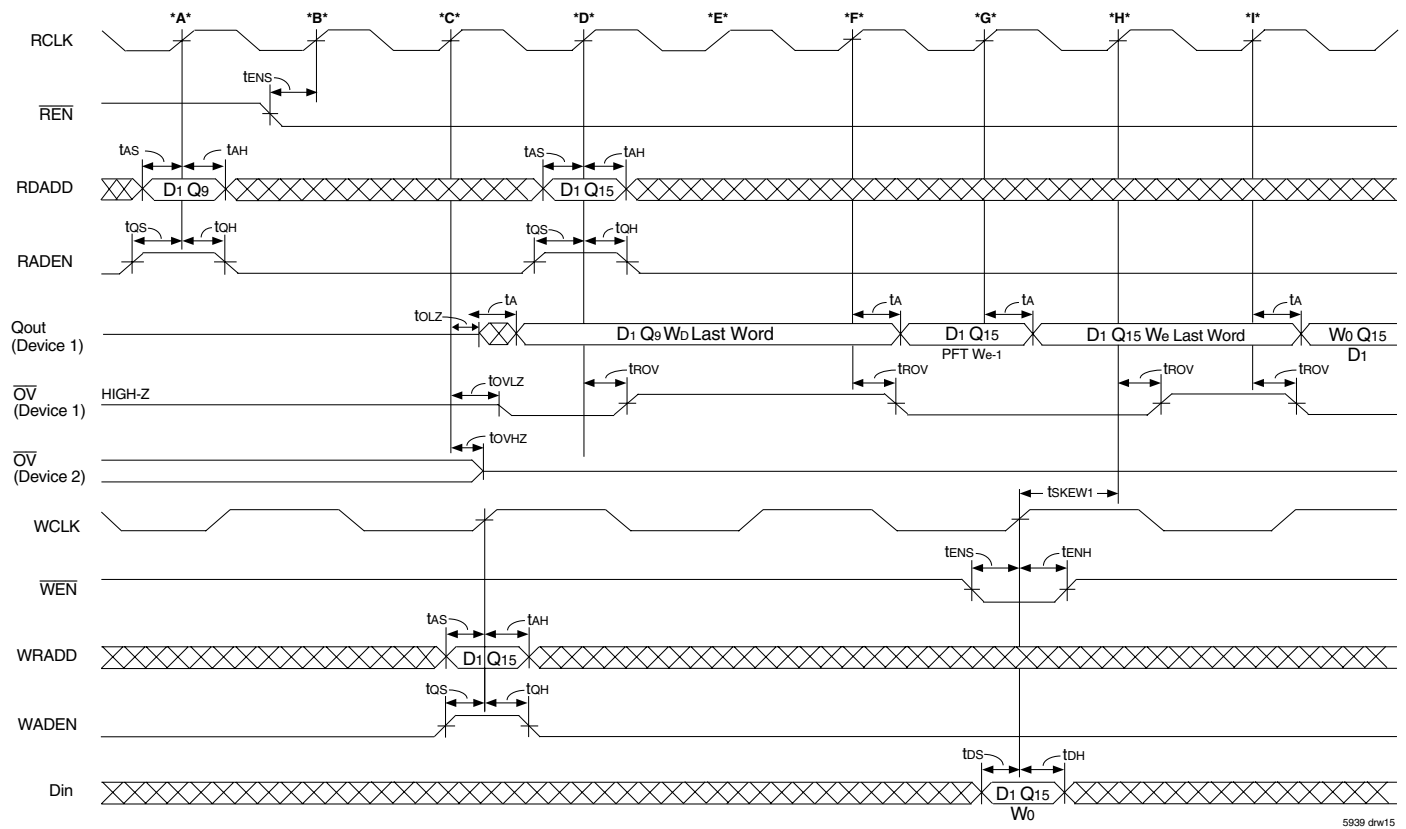 *A* *B* *C* *D* *E* *F* *G* *H* *I*
RCLK
tENS
REN
tAS tAH tAS tAH
RDADD D1 Q9 D1 Q15
tQS tQH tQS tQH
RADEN
tOLZ tA tA tA tA
Qout
(Device 1)
D1 Q9 WD Last Word D1 Q15 D1 Q15 We Last Word W0 Q15
PFT We-1 D1
tOVLZ tROV tROV tROV tROV
OV
(Device 1)
HIGH-Z
tOVHZ
OV
(Device 2)
tSKEW1
WCLK
tENS tENH
WEN
tAS tAH
WRADD D1 Q15
tQS tQH
WADEN
tDS tDH
Din D1 Q15
W0
5939 drw15